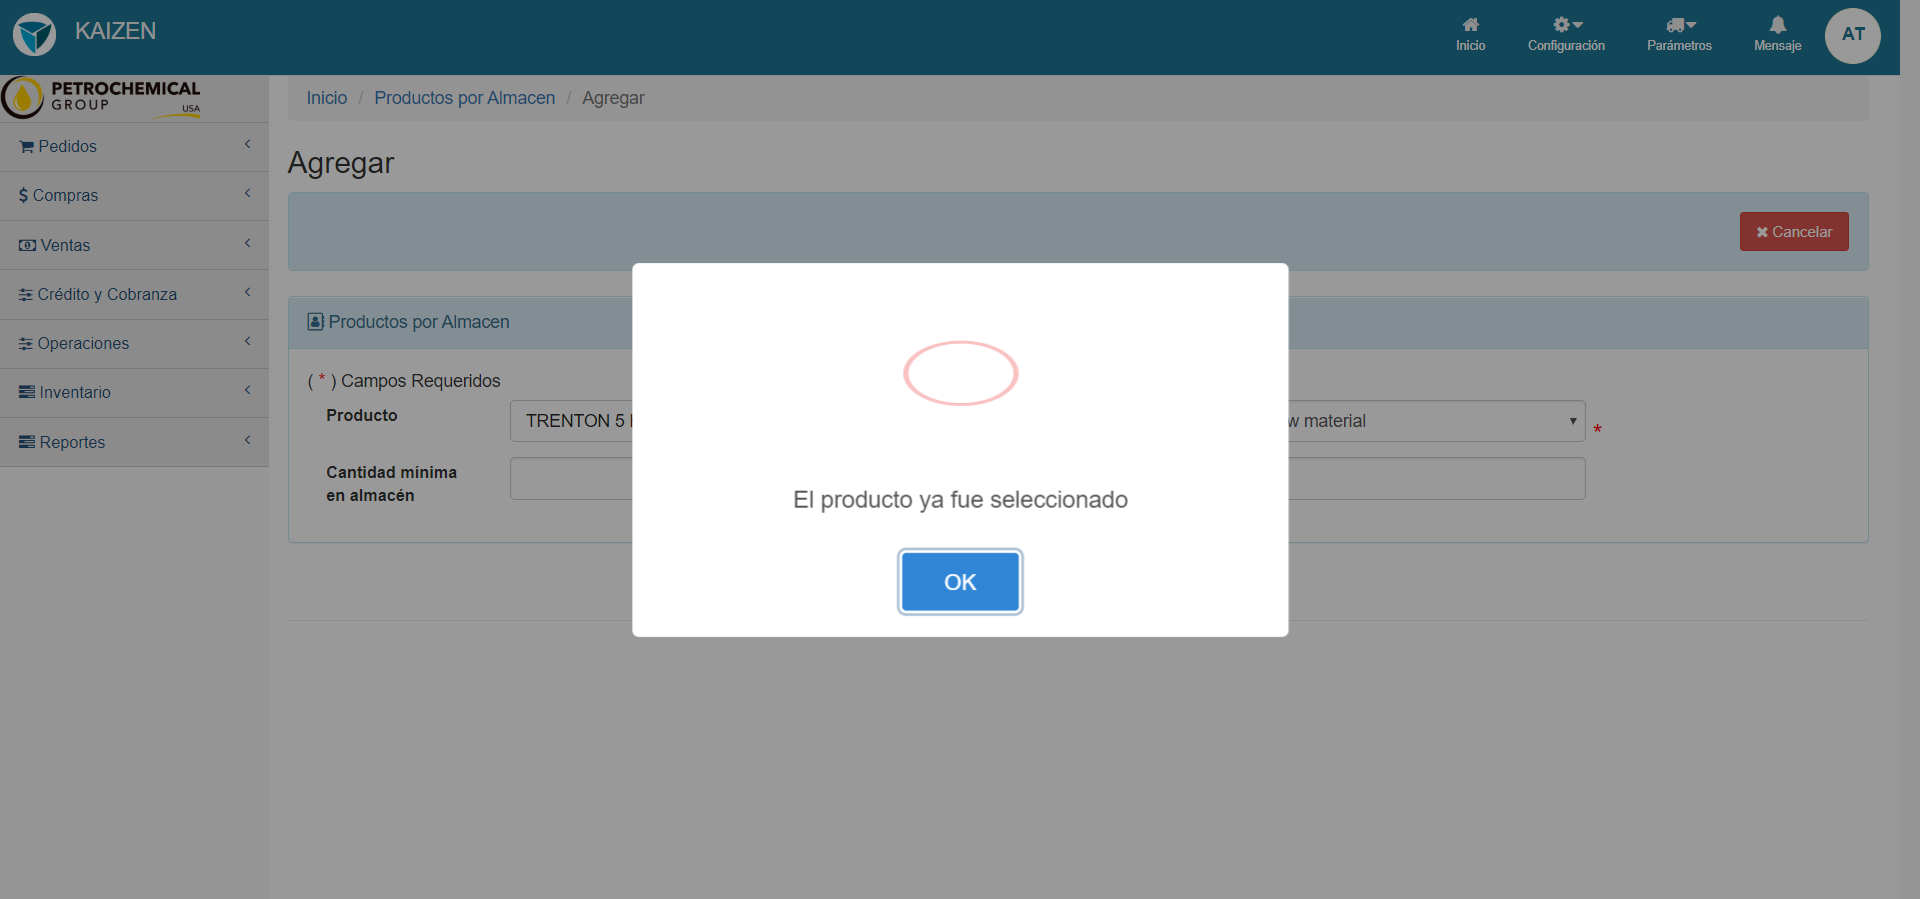 KAIZEN
Inicio
Configuración
Parámetros
Mensaje
AT
PETROCHEMICAL
GROUP
USA
Inicio / Productos por Almacen / Agregar
Pedidos
Compras
Ventas
Crédito y Cobranza
Operaciones
Inventario
Reportes
Agregar
Cancelar
Productos por Almacen
( * ) Campos Requeridos
Producto
TRENTON 5
material
*
Cantidad mínima
en almacén
El producto ya fue seleccionado
OK